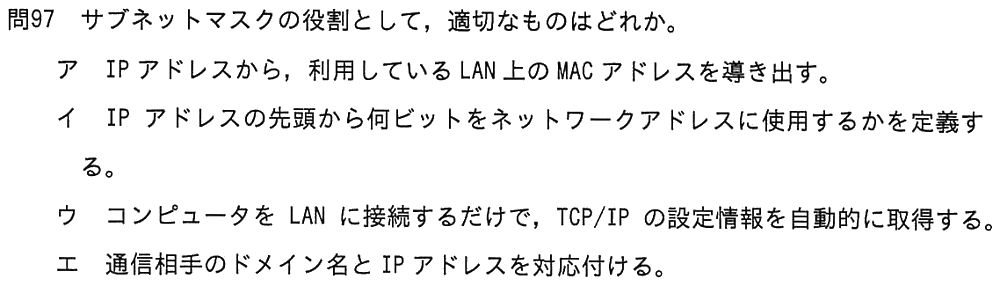 問97 サブネットマスクの役割として，適切なものはどれか。
ア IP アドレスから，利用している LAN 上の MAC アドレスを導き出す。
イ IP アドレスの先頭から何ビットをネットワークアドレスに使用するかを定義す
る。
ウ コンピュータを LAN に接続するだけで，TCP/IP の設定情報を自動的に取得する。
エ 通信相手のドメイン名と IP アドレスを対応付ける。